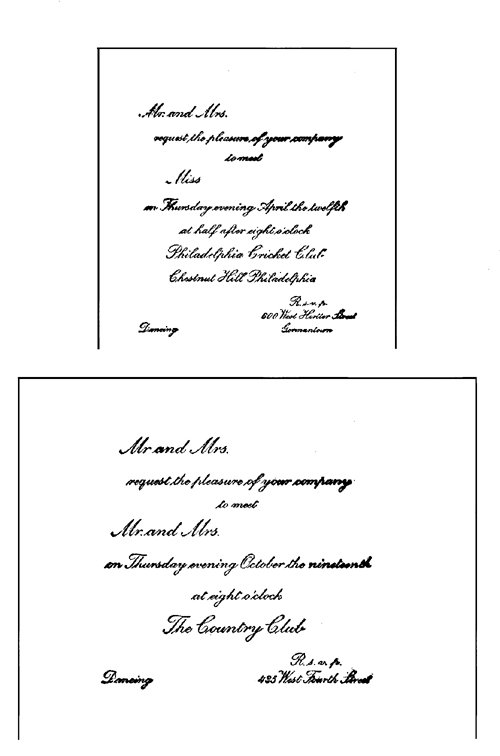 Mr. and Mrs.
request the pleasure of your company
to meet
Miss
on Thursday evening April the twelfth
at half after eight o'clock
Philadelphia Cricket Club
Chestnut Hill Philadelphia
R.s.v.p.
600 West Street
Dancing Germantown
Mr. and Mrs.
request the pleasure of your company
to meet
Mr. and Mrs.
on Thursday evening October the nineteenth
at eight o'clock
The Country Club
R.s.v.p.
Dancing 435 West Fourth Street